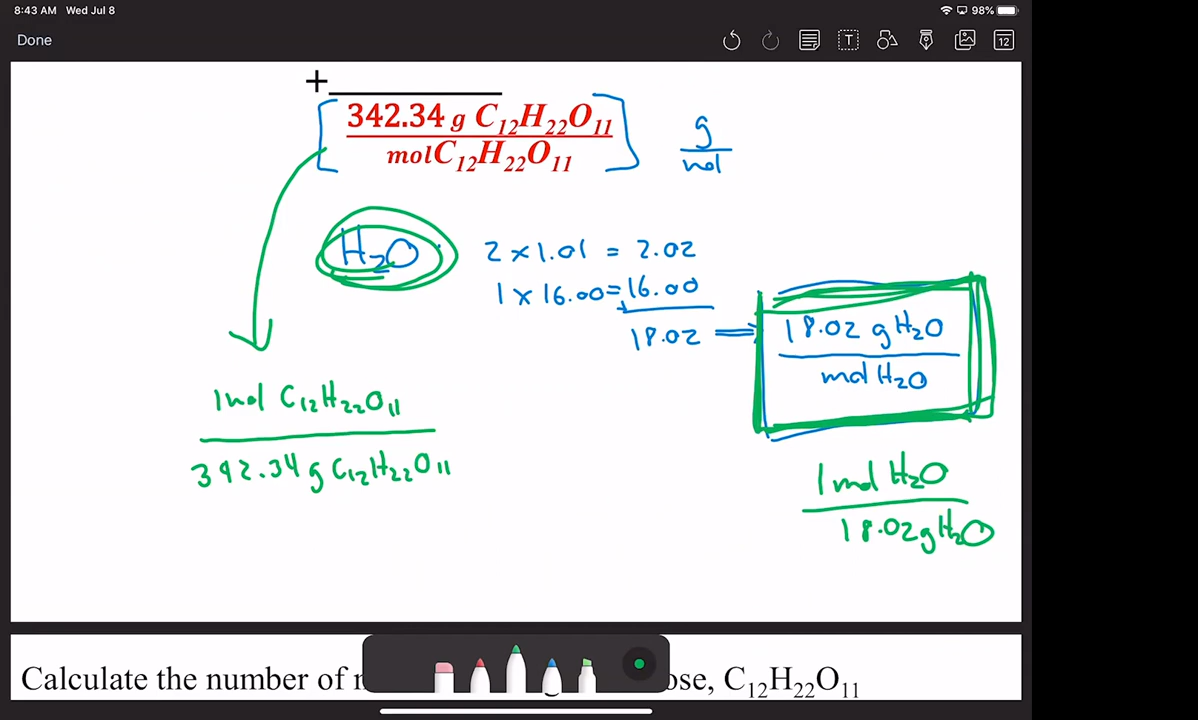 8:43 AM Wed Jul 8
98%
Done
T
12
+
342.34 g C₁₂H₂₂O₁₁
molC₁₂H₂₂O₁₁
g
mol
H₂O
2 × 1.01 = 2.02
1 × 16.00 = 16.00
+
18.02 ⇒
18.02 g H₂O
mol H₂O
1 mol C₁₂H₂₂O₁₁
342.34 g C₁₂H₂₂O₁₁
1 mol H₂O
18.02 g H₂O
Calculate the number of ose, C₁₂H₂₂O₁₁